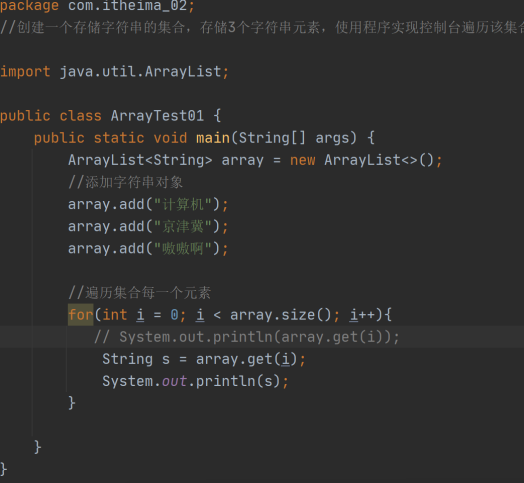 package com.itheima_02;
//创建一个存储字符串的集合，存储3个字符串元素，使用程序实现控制台遍历该集合
import java.util.ArrayList;
public class ArrayTest01 {
    public static void main(String[] args) {
        ArrayList<String> array = new ArrayList<>();
        //添加字符串对象
        array.add("计算机");
        array.add("京津冀");
        array.add("嗷嗷啊");
        //遍历集合每一个元素
        for(int i = 0; i < array.size(); i++){
           // System.out.println(array.get(i));
            String s = array.get(i);
            System.out.println(s);
        }
    }
}